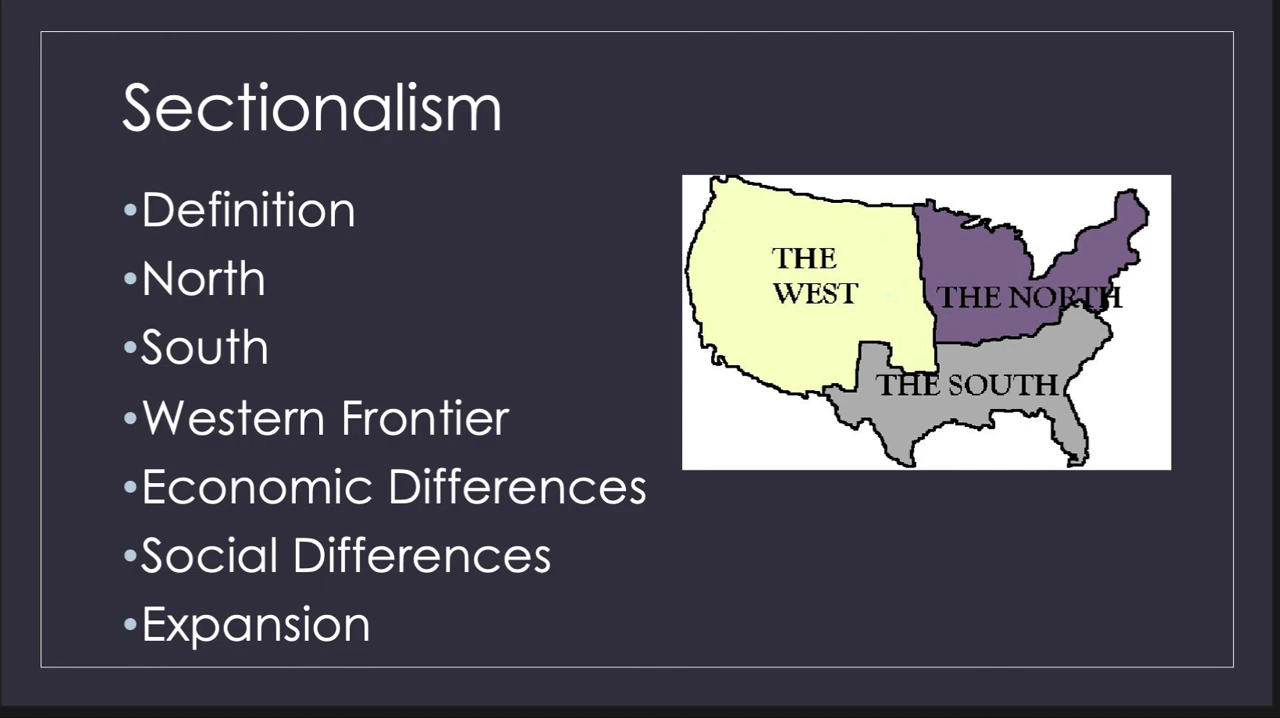 Sectionalism
•Definition
•North
•South
•Western Frontier
•Economic Differences
•Social Differences
•Expansion
THE
WEST
THE NORTH
THE SOUTH